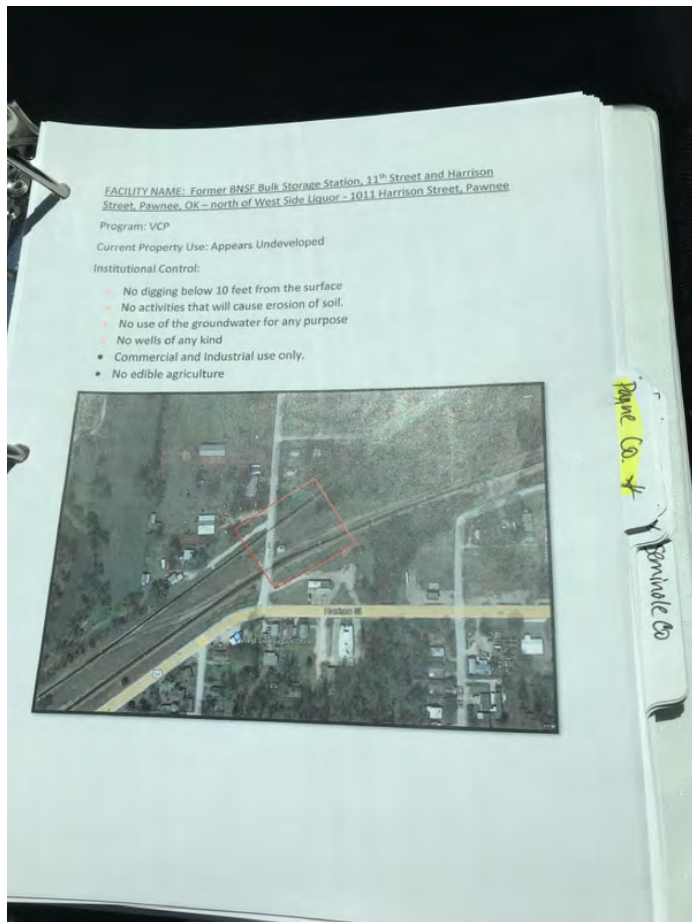 FACILITY NAME: Former BNSF Bulk Storage Station, 11th Street and Harrison
Street, Pawnee, OK – north of West Side Liquor - 1011 Harrison Street, Pawnee
Program: VCP
Current Property Use: Appears Undeveloped
Institutional Control:
No digging below 10 feet from the surface
No activities that will cause erosion of soil.
No use of the groundwater for any purpose
No wells of any kind
• Commercial and Industrial use only.
• No edible agriculture
Harrison St
Payne Co. *
Seminole Co